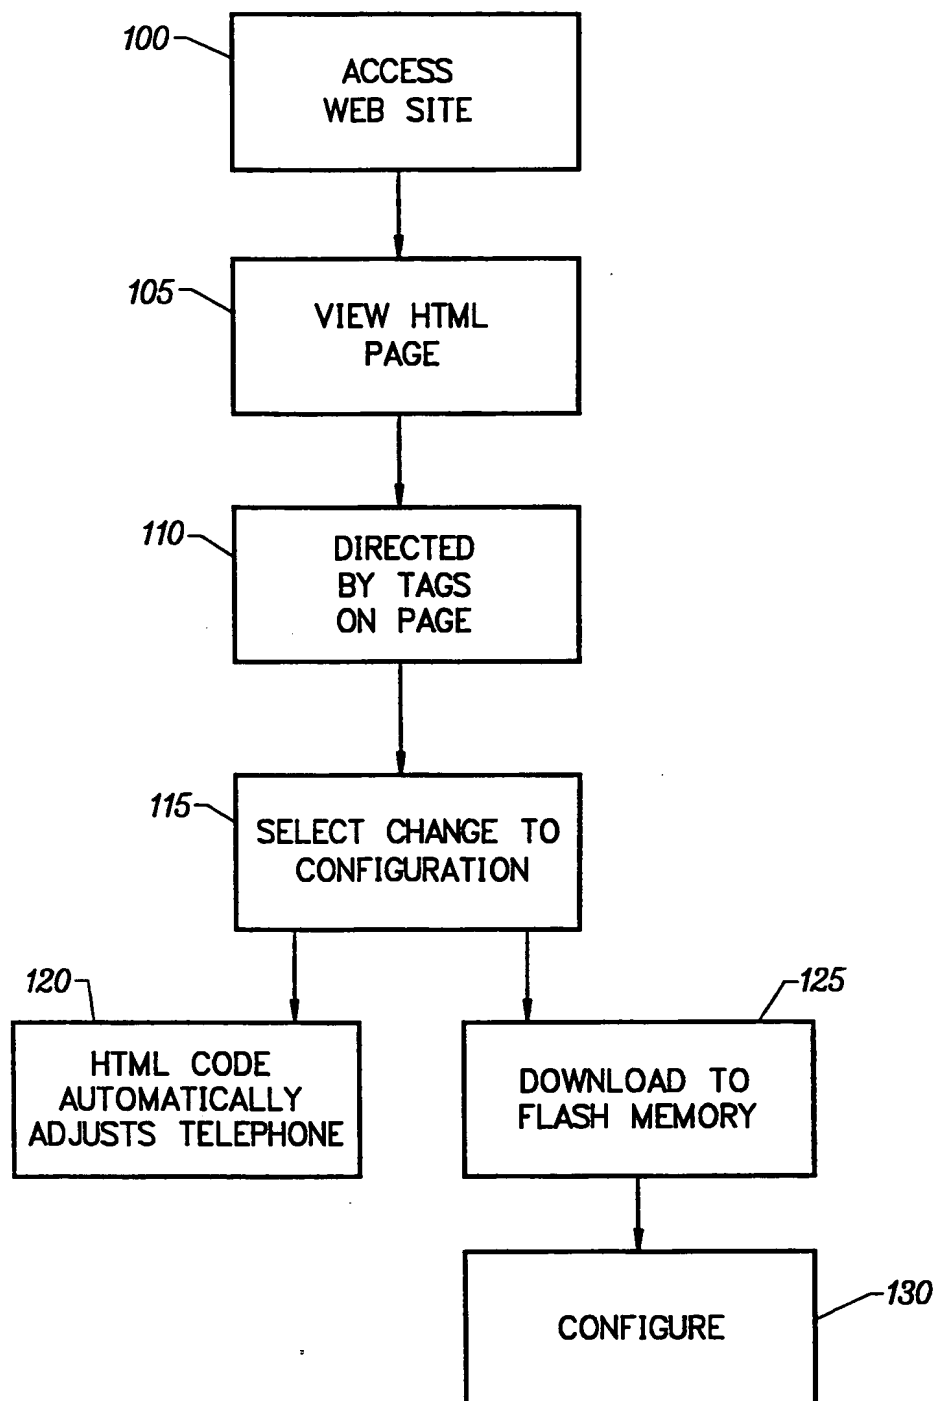 100
ACCESS
WEB SITE
105
VIEW HTML
PAGE
110
DIRECTED
BY TAGS
ON PAGE
115
SELECT CHANGE TO
CONFIGURATION
120
HTML CODE
AUTOMATICALLY
ADJUSTS TELEPHONE
125
DOWNLOAD TO
FLASH MEMORY
130
CONFIGURE